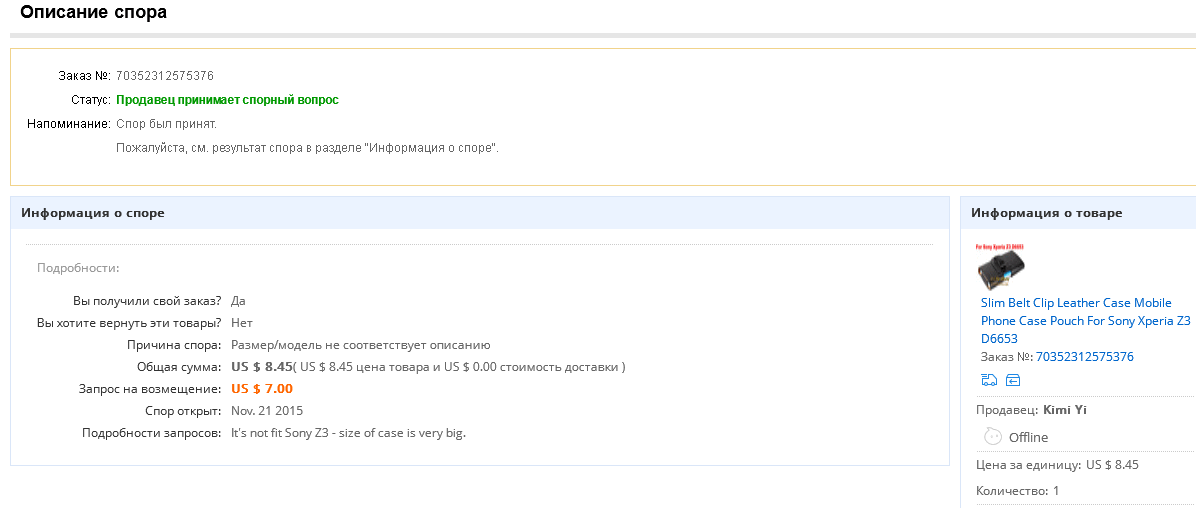 Описание спора
Заказ №: 70352312575376
Статус: Продавец принимает спорный вопрос
Напоминание: Спор был принят.
Пожалуйста, см. результат спора в разделе "Информация о споре".
Информация о споре
Подробности:
Вы получили свой заказ? Да
Вы хотите вернуть эти товары? Нет
Причина спора: Размер/модель не соответствует описанию
Общая сумма: US $ 8.45( US $ 8.45 цена товара и US $ 0.00 стоимость доставки )
Запрос на возмещение: US $ 7.00
Спор открыт: Nov. 21 2015
Подробности запросов: It's not fit Sony Z3 - size of case is very big.
Информация о товаре
For Sony Xperia Z3 D6653
Slim Belt Clip Leather Case Mobile
Phone Case Pouch For Sony Xperia Z3
D6653
Заказ №: 70352312575376
Продавец: Kimi Yi
Offline
Цена за единицу: US $ 8.45
Количество: 1